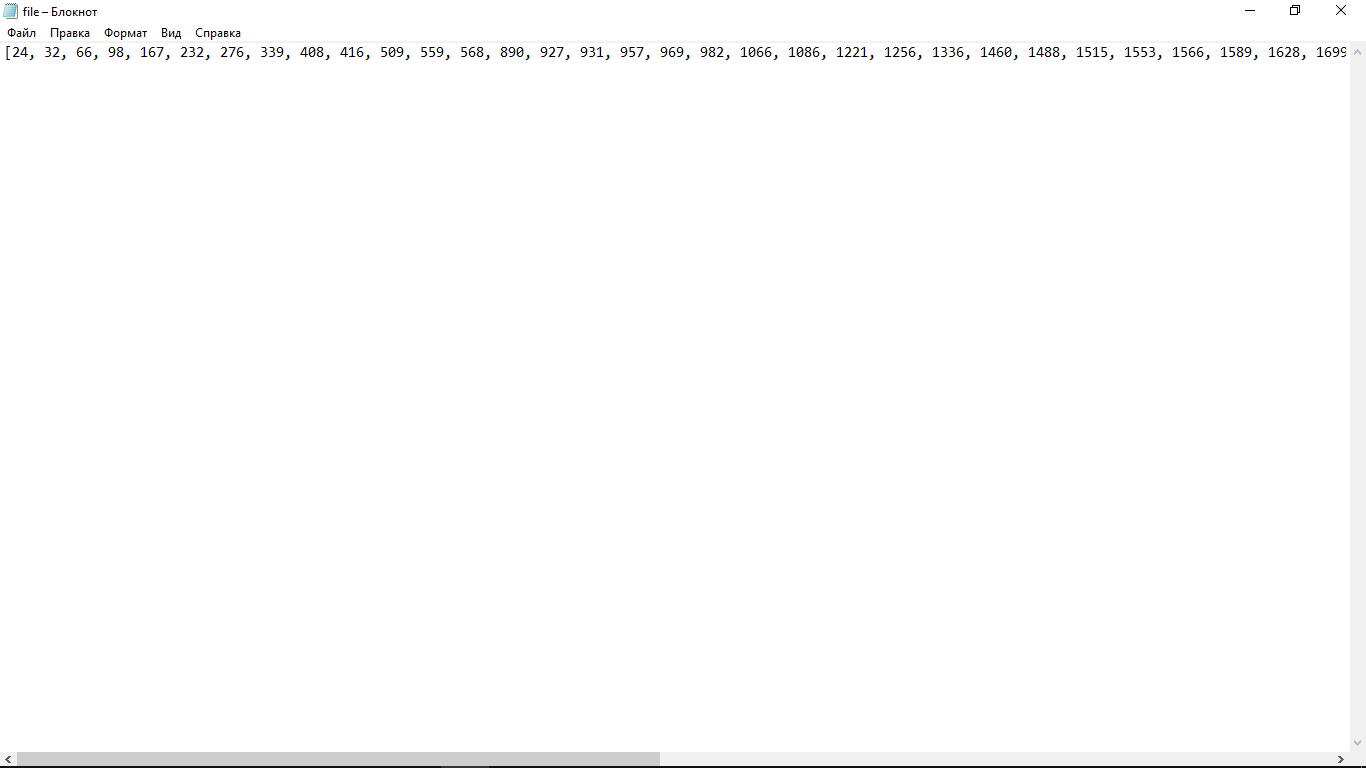 file – Блокнот
Файл Правка Формат Вид Справка
[24, 32, 66, 98, 167, 232, 276, 339, 408, 416, 509, 559, 568, 890, 927, 931, 957, 969, 982, 1066, 1086, 1221, 1256, 1336, 1460, 1488, 1515, 1553, 1566, 1589, 1628, 1699